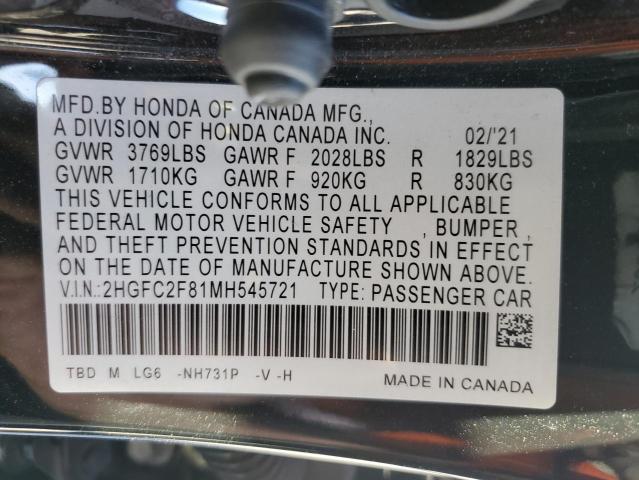 MFD.BY HONDA OF CANADA MFG.,
A DIVISION OF HONDA CANADA INC. 02/'21
GVWR 3769LBS GAWR F 2028LBS R 1829LBS
GVWR 1710KG GAWR F 920KG R 830KG
THIS VEHICLE CONFORMS TO ALL APPLICABLE
FEDERAL MOTOR VEHICLE SAFETY , BUMPER ,
AND THEFT PREVENTION STANDARDS IN EFFECT
ON THE DATE OF MANUFACTURE SHOWN ABOVE.
V.I.N.:2HGFC2F81MH545721 TYPE: PASSENGER CAR
TBD M LG6 -NH731P -V -H MADE IN CANADA